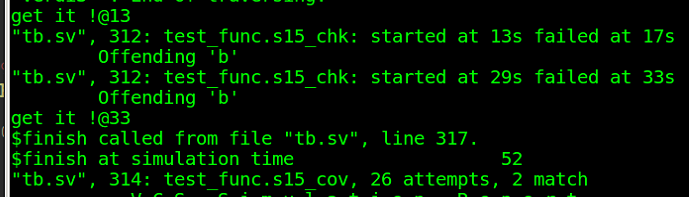 get it !@13
"tb.sv", 312: test_func.s15_chk: started at 13s failed at 17s
Offending 'b'
"tb.sv", 312: test_func.s15_chk: started at 29s failed at 33s
Offending 'b'
get it !@33
$finish called from file "tb.sv", line 317.
$finish at simulation time 52
"tb.sv", 314: test_func.s15_cov, 26 attempts, 2 match